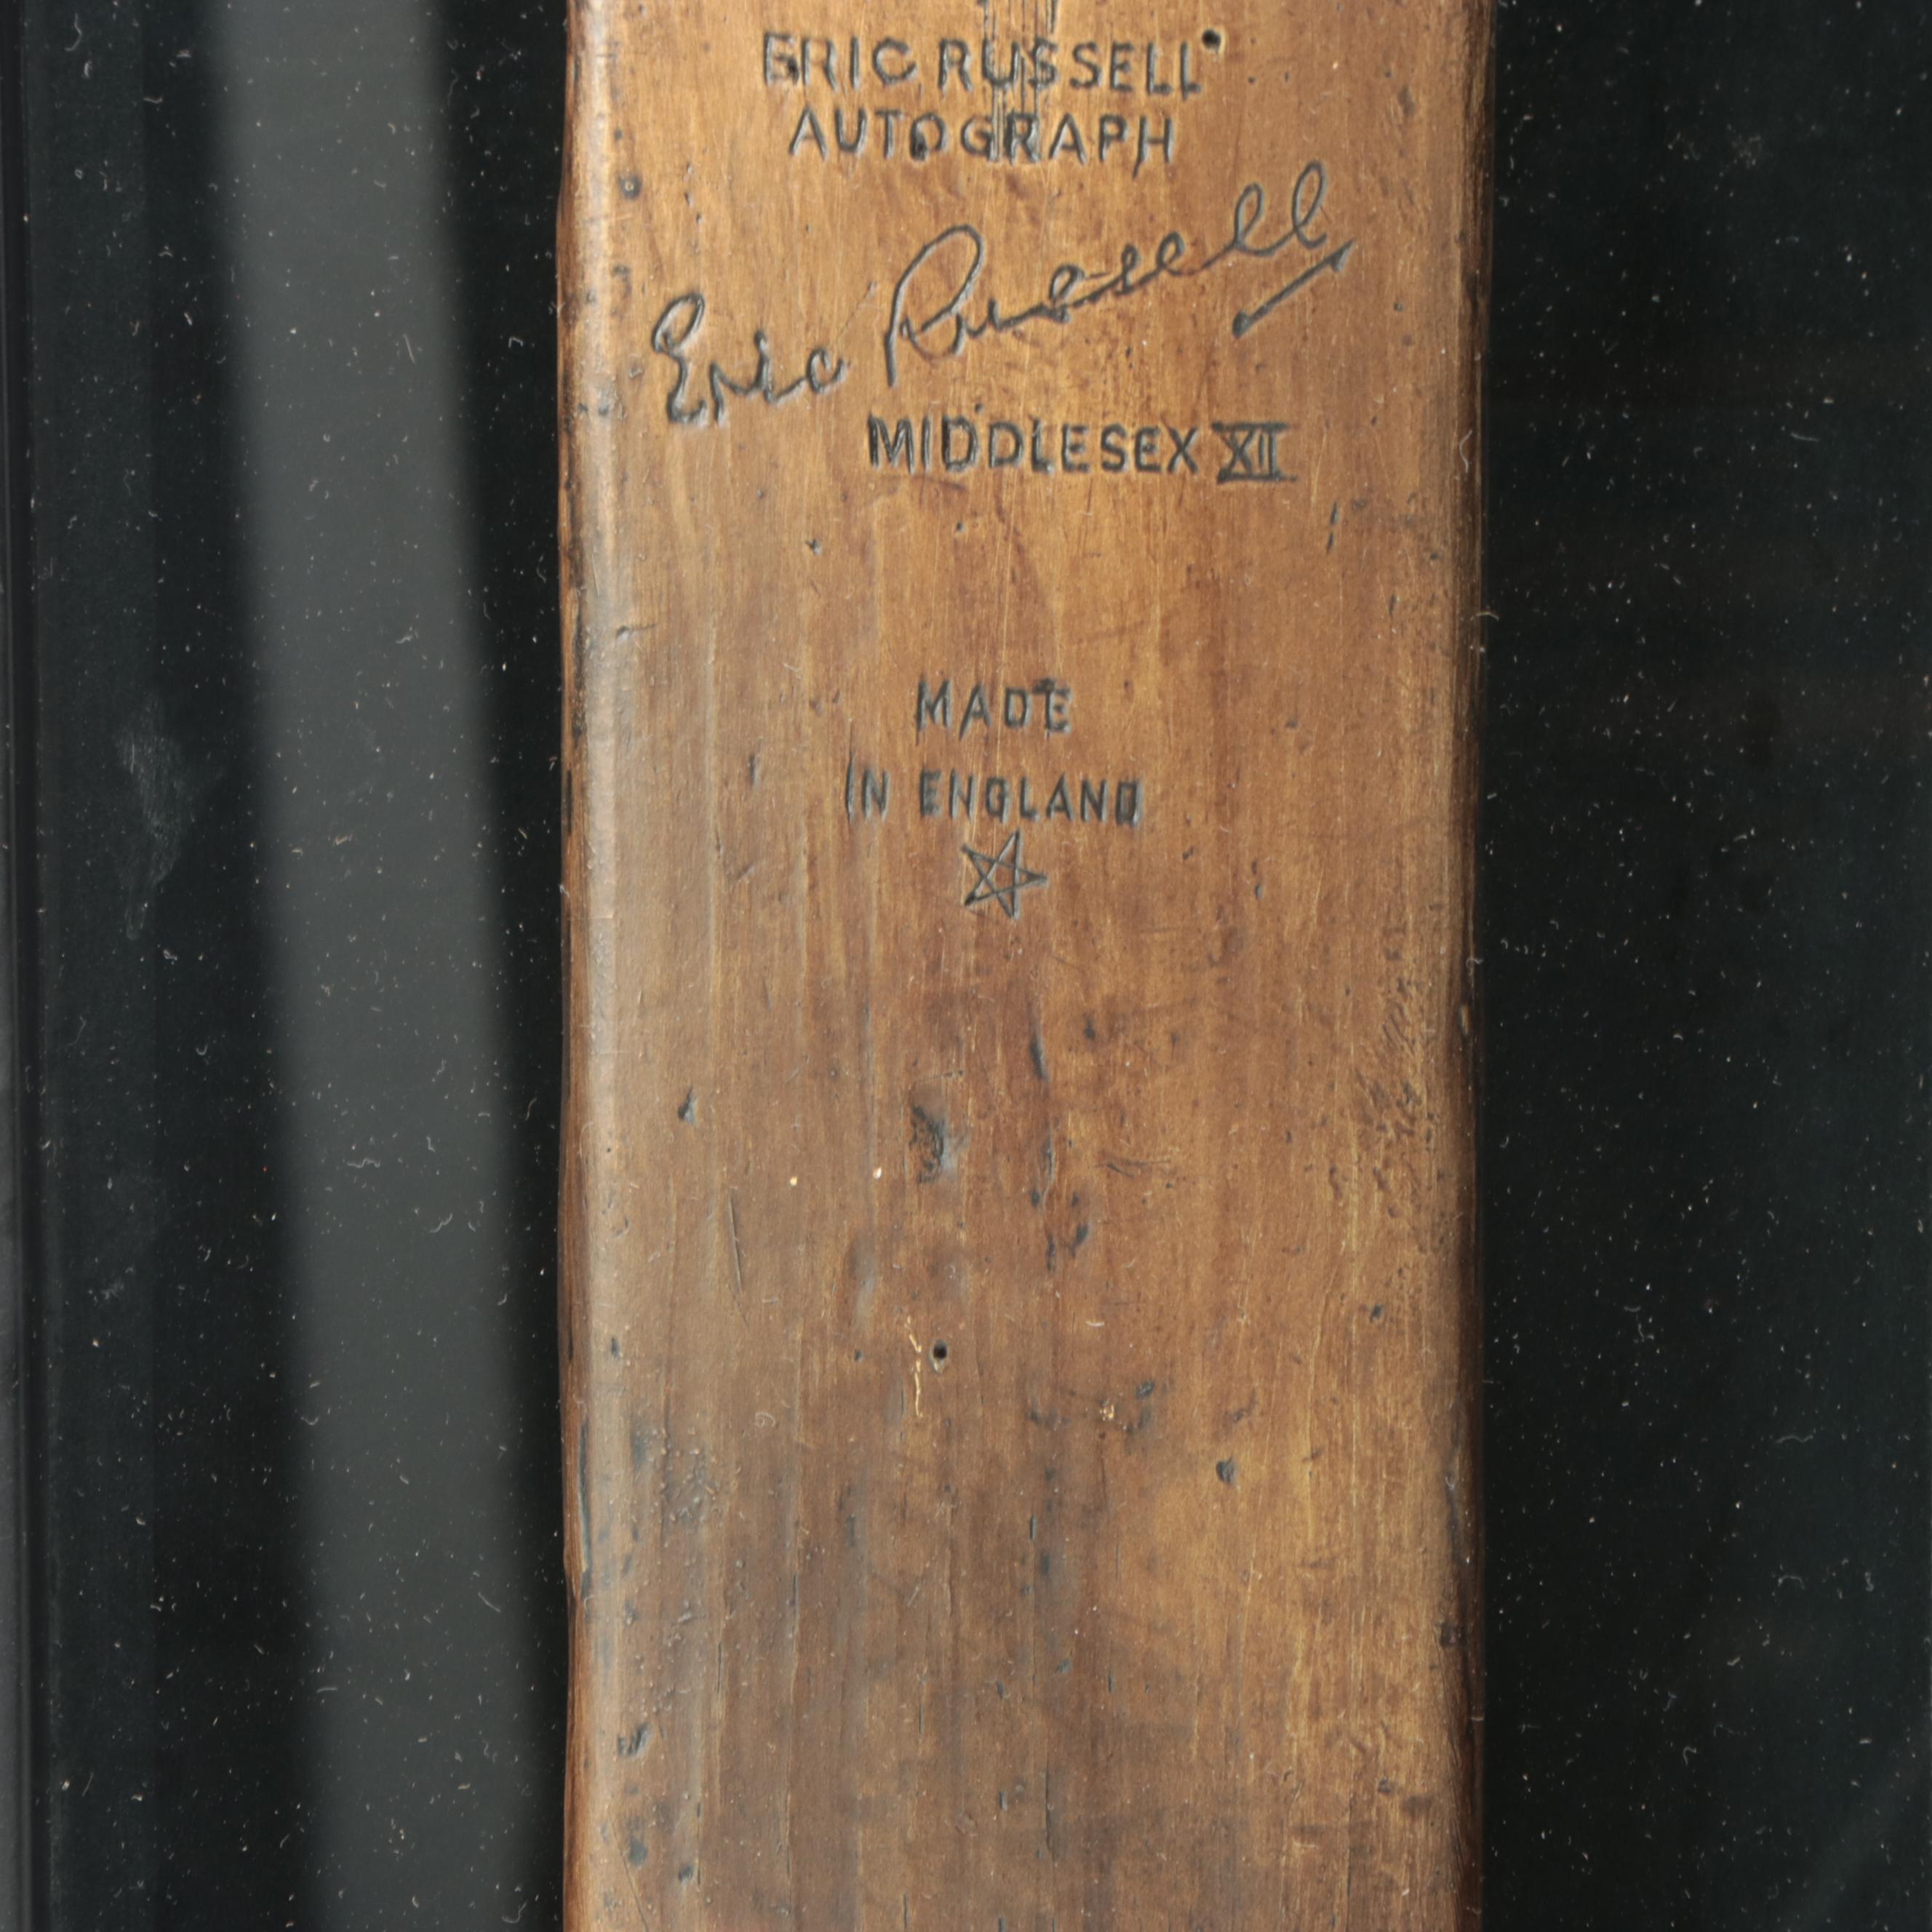 ERIC RUSSELL
AUTOGRAPH
Eric Russell
MIDDLESEX XII
MADE
IN ENGLAND